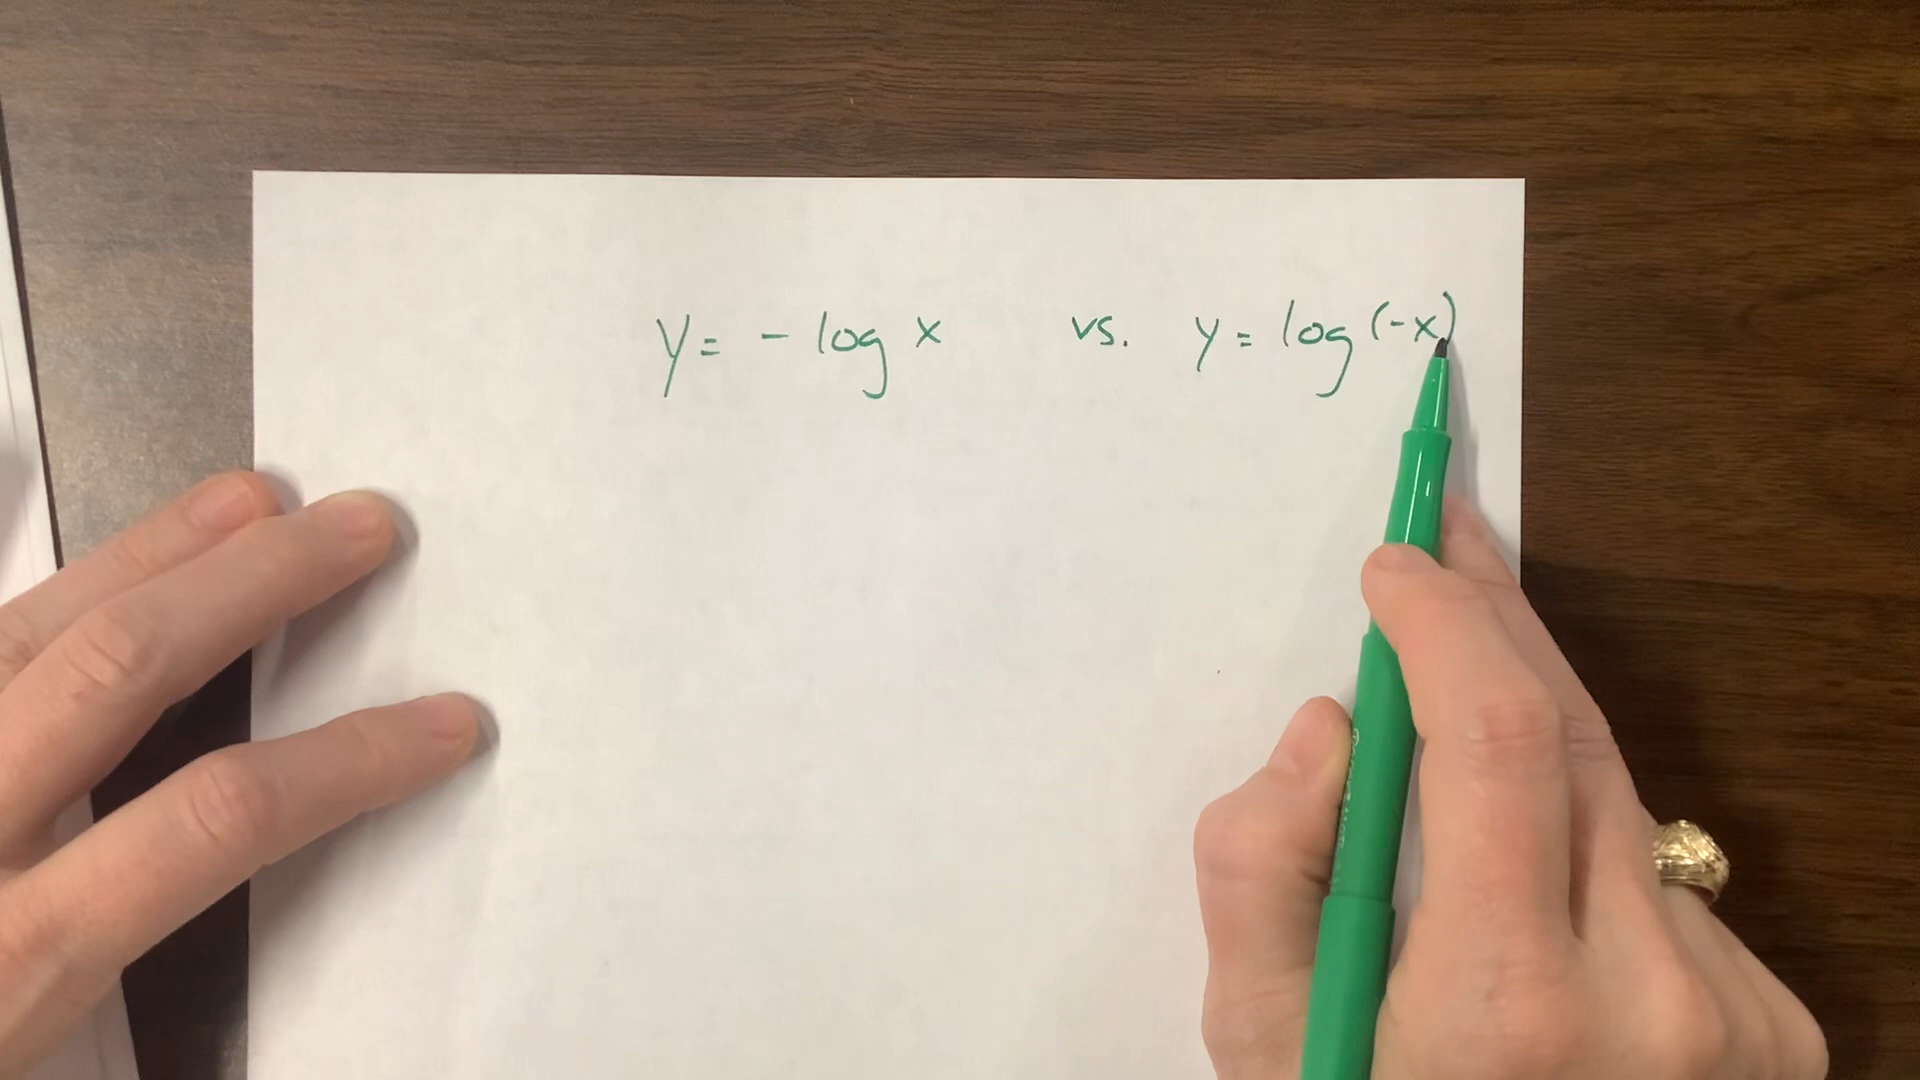 y = - log x vs. y = log (-x)